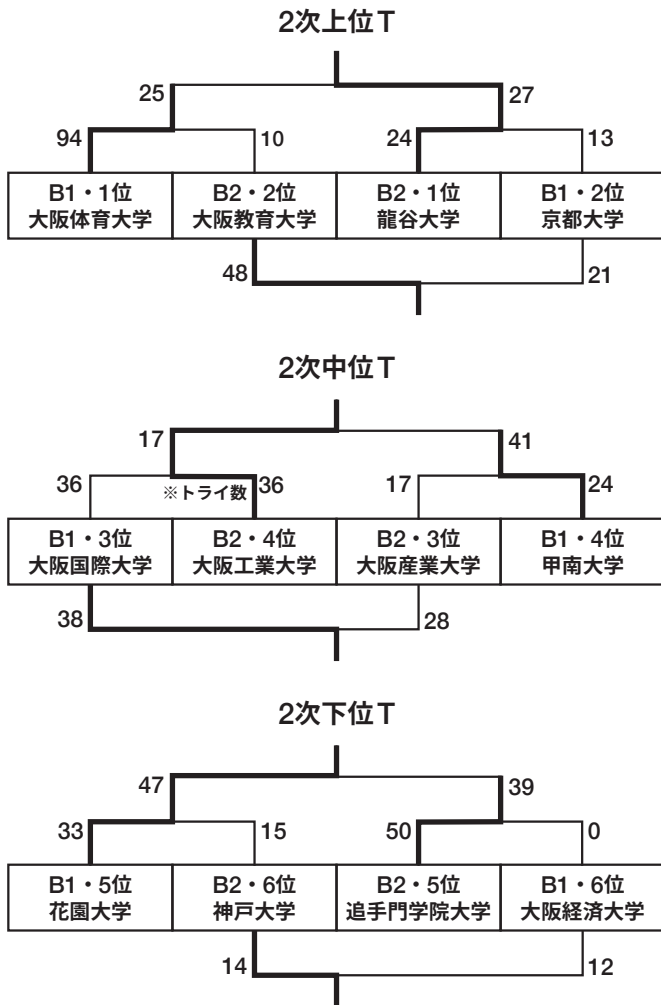 2次上位T
25
27
94
10
24
13
B1・1位
大阪体育大学
B2・2位
大阪教育大学
B2・1位
龍谷大学
B1・2位
京都大学
48
21
2次中位T
17
41
36
※トライ数
36
17
24
B1・3位
大阪国際大学
B2・4位
大阪工業大学
B2・3位
大阪産業大学
B1・4位
甲南大学
38
28
2次下位T
47
39
33
15
50
0
B1・5位
花園大学
B2・6位
神戸大学
B2・5位
追手門学院大学
B1・6位
大阪経済大学
14
12